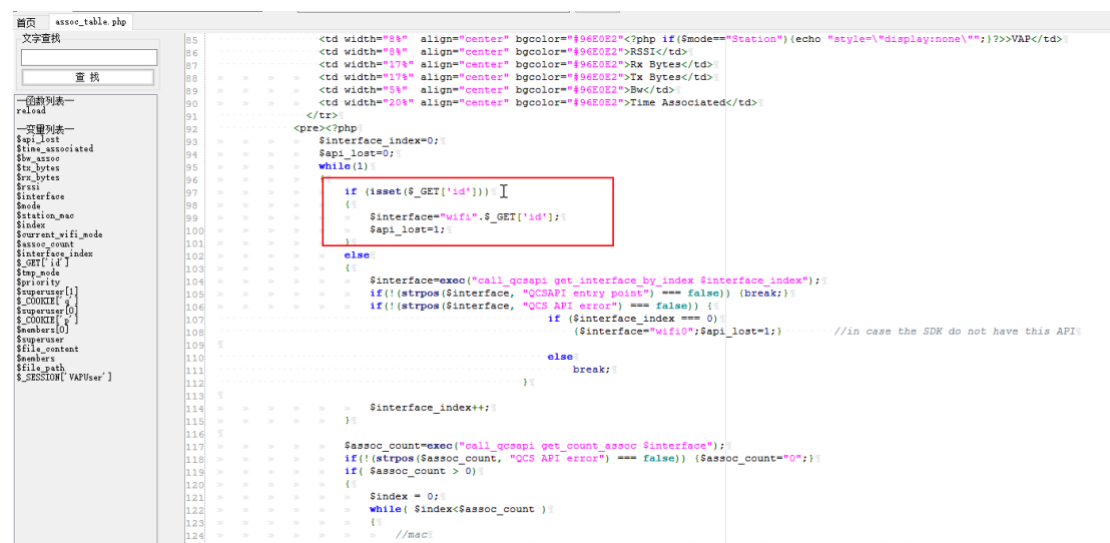 首页 assoc_table.php
文字查找
查 找
—函数列表—
reload
—变量列表—
$api_lost
$time_associated
$bw_assoc
$tx_bytes
$rx_bytes
$rssi
$interface
$mode
$station_mac
$index
$current_wifi_mode
$assoc_count
$interface_index
$_GET['id']
$tmp_mode
$priority
$superuser[1]
$_COOKIE['q']
$superuser[0]
$_COOKIE['p']
$members[0]
$superuser
$file_content
$members
$file_path
$_SESSION['VAPUser']
85 <td width="8%" align="center" bgcolor="#96E0E2"<?php if($mode=="Station"){echo "style=\"display:none\"";}?>>VAP</td>
86 <td width="8%" align="center" bgcolor="#96E0E2">RSSI</td>
87 <td width="17%" align="center" bgcolor="#96E0E2">Rx Bytes</td>
88 <td width="17%" align="center" bgcolor="#96E0E2">Tx Bytes</td>
89 <td width="5%" align="center" bgcolor="#96E0E2">Bw</td>
90 <td width="20%" align="center" bgcolor="#96E0E2">Time Associated</td>
91 </tr>
92 <pre><?php
93 $interface_index=0;
94 $api_lost=0;
95 while(1)
96 {
97 if (isset($_GET['id']))
98 {
99 $interface="wifi".$_GET['id'];
100 $api_lost=1;
101 }
102 else
103 {
104 $interface=exec("call_qcsapi get_interface_by_index $interface_index");
105 if(!(strpos($interface, "QCSAPI entry point") === false)) {break;}
106 if(!(strpos($interface, "QCS API error") === false)) {
107 if ($interface_index === 0)
108 {$interface="wifi0";$api_lost=1;} //in case the SDK do not have this API
109
110 else
111 break;
112 }
113
114 $interface_index++;
115 }
116
117 $assoc_count=exec("call_qcsapi get_count_assoc $interface");
118 if(!(strpos($assoc_count, "QCS API error") === false)) {$assoc_count="0";}
119 if( $assoc_count > 0)
120 {
121 $index = 0;
122 while( $index<$assoc_count )
123 {
124 //mac